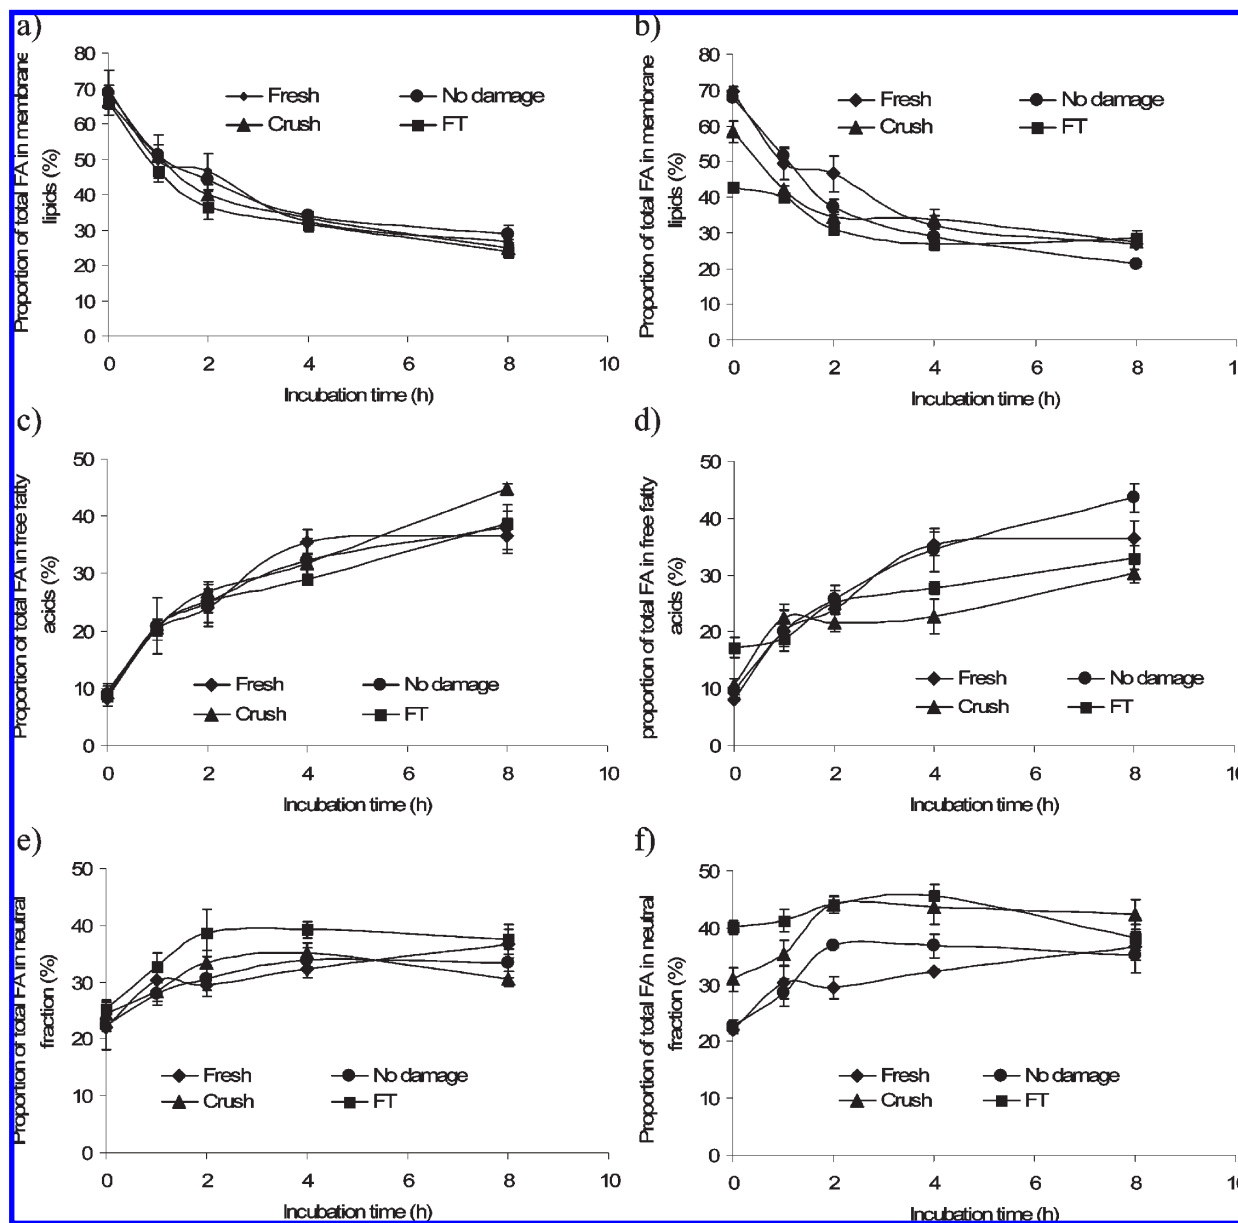 a)
Proportion of total FA in membrane
lipids (%)
80
70
60
50
40
30
20
10
0
Fresh
No damage
Crush
FT
0
2
4
6
8
10
Incubation time (h)
b)
Proportion of total FA in membrane
lipids (%)
80
70
60
50
40
30
20
10
0
Fresh
No damage
Crush
FT
0
2
4
6
8
Incubation time (h)
c)
Proportion of total FA in free fatty
acids (%)
50
40
30
20
10
0
Fresh
No damage
Crush
FT
0
2
4
6
8
10
Incubation time (h)
d)
proportion of total FA in free fatty
acids (%)
50
40
30
20
10
0
Fresh
No damage
Crush
FT
0
2
4
6
8
10
Incubation time (h)
e)
Proportion of total FA in neutral
fraction (%)
50
40
30
20
10
0
Fresh
No damage
Crush
FT
0
2
4
6
8
10
Incubation time (h)
f)
Proportion of total FA in neutral
fraction (%)
50
40
30
20
10
0
Fresh
No damage
Crush
FT
0
2
4
6
8
10
Incubation time (h)